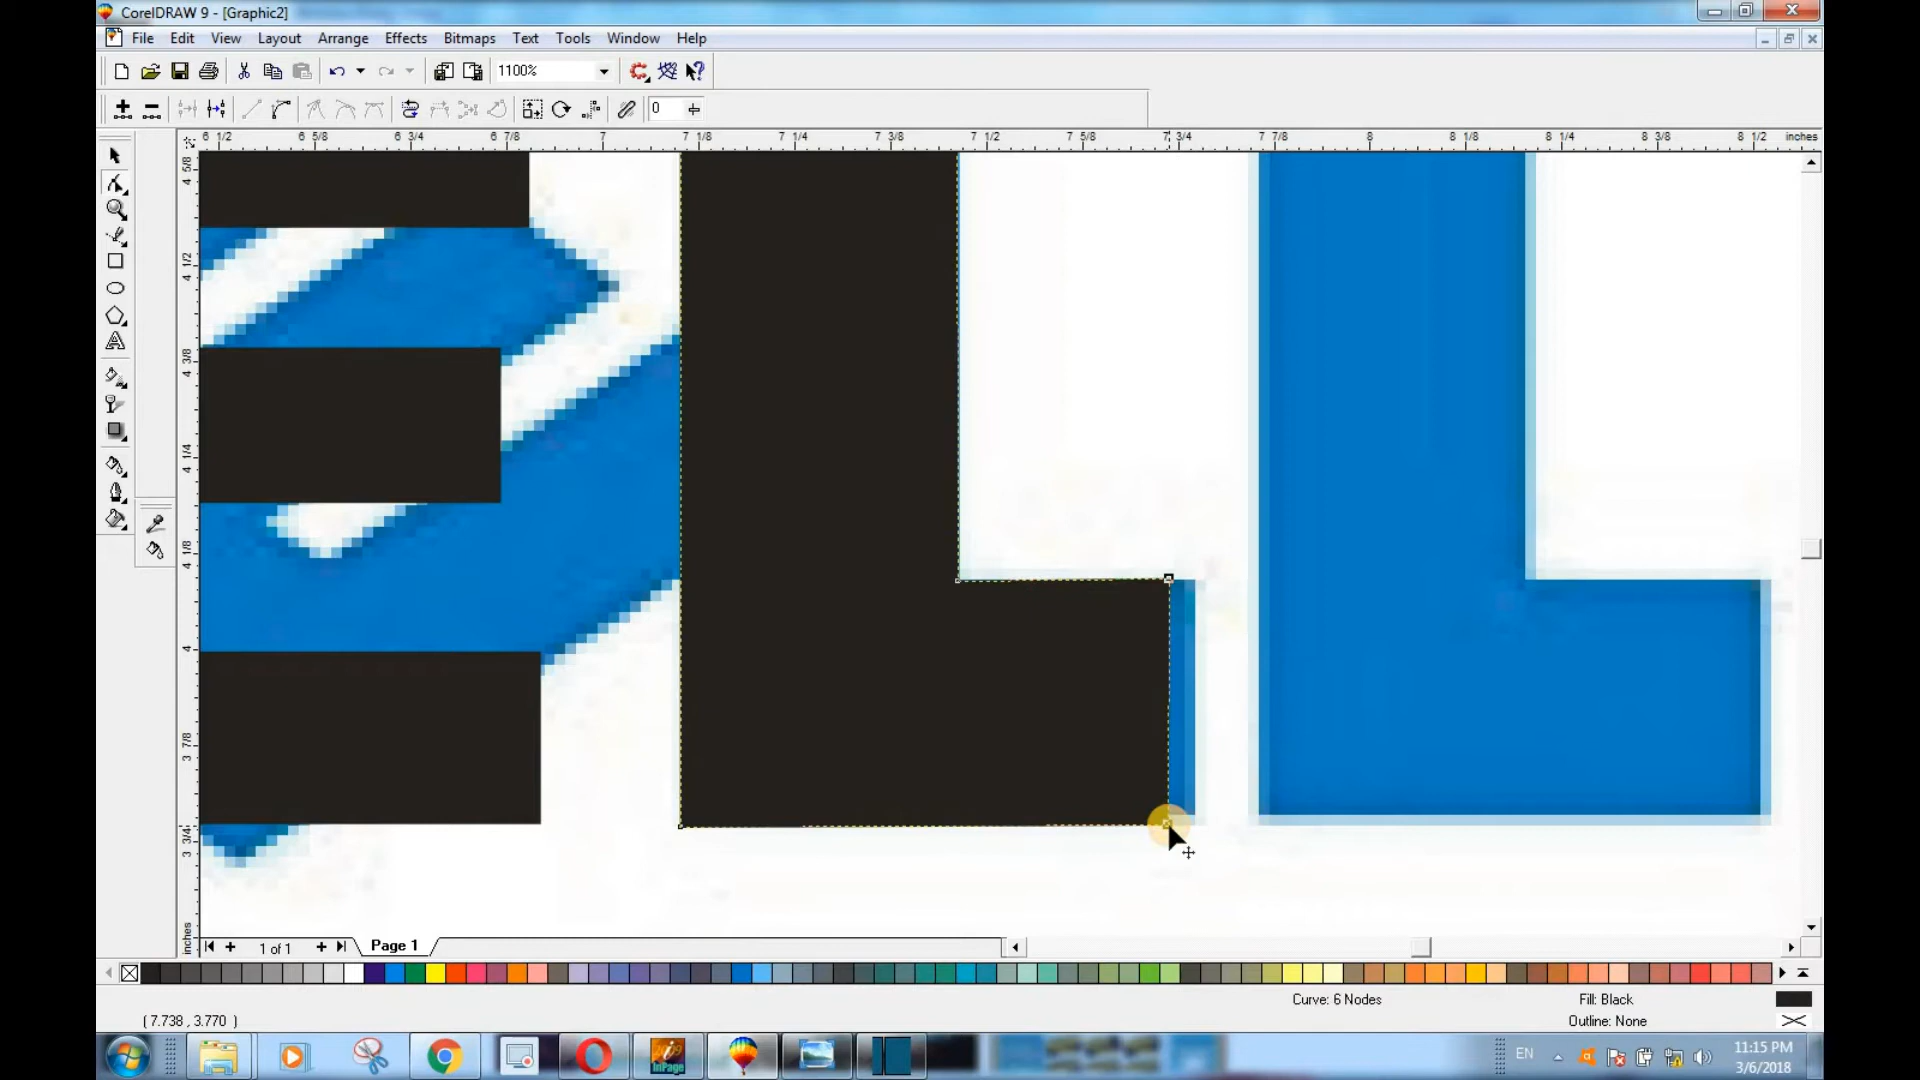 CorelDRAW 9 - [Graphic2]
File Edit View Layout Arrange Effects Bitmaps Text Tools Window Help
1100%
0
6 1/2 6 5/8 6 3/4 6 7/8 7 7 1/8 7 1/4 7 3/8 7 1/2 7 5/8 7 3/4 7 7/8 8 8 1/8 8 1/4 8 3/8 8 1/2 inches
4 5/8
4 1/2
4 3/8
4 1/4
4 1/8
4
3 7/8
3 3/4
inches
1 of 1 Page 1
Curve: 6 Nodes Fill: Black
( 7.738 , 3.770 ) Outline: None
InPage
EN
11:15 PM
3/6/2018